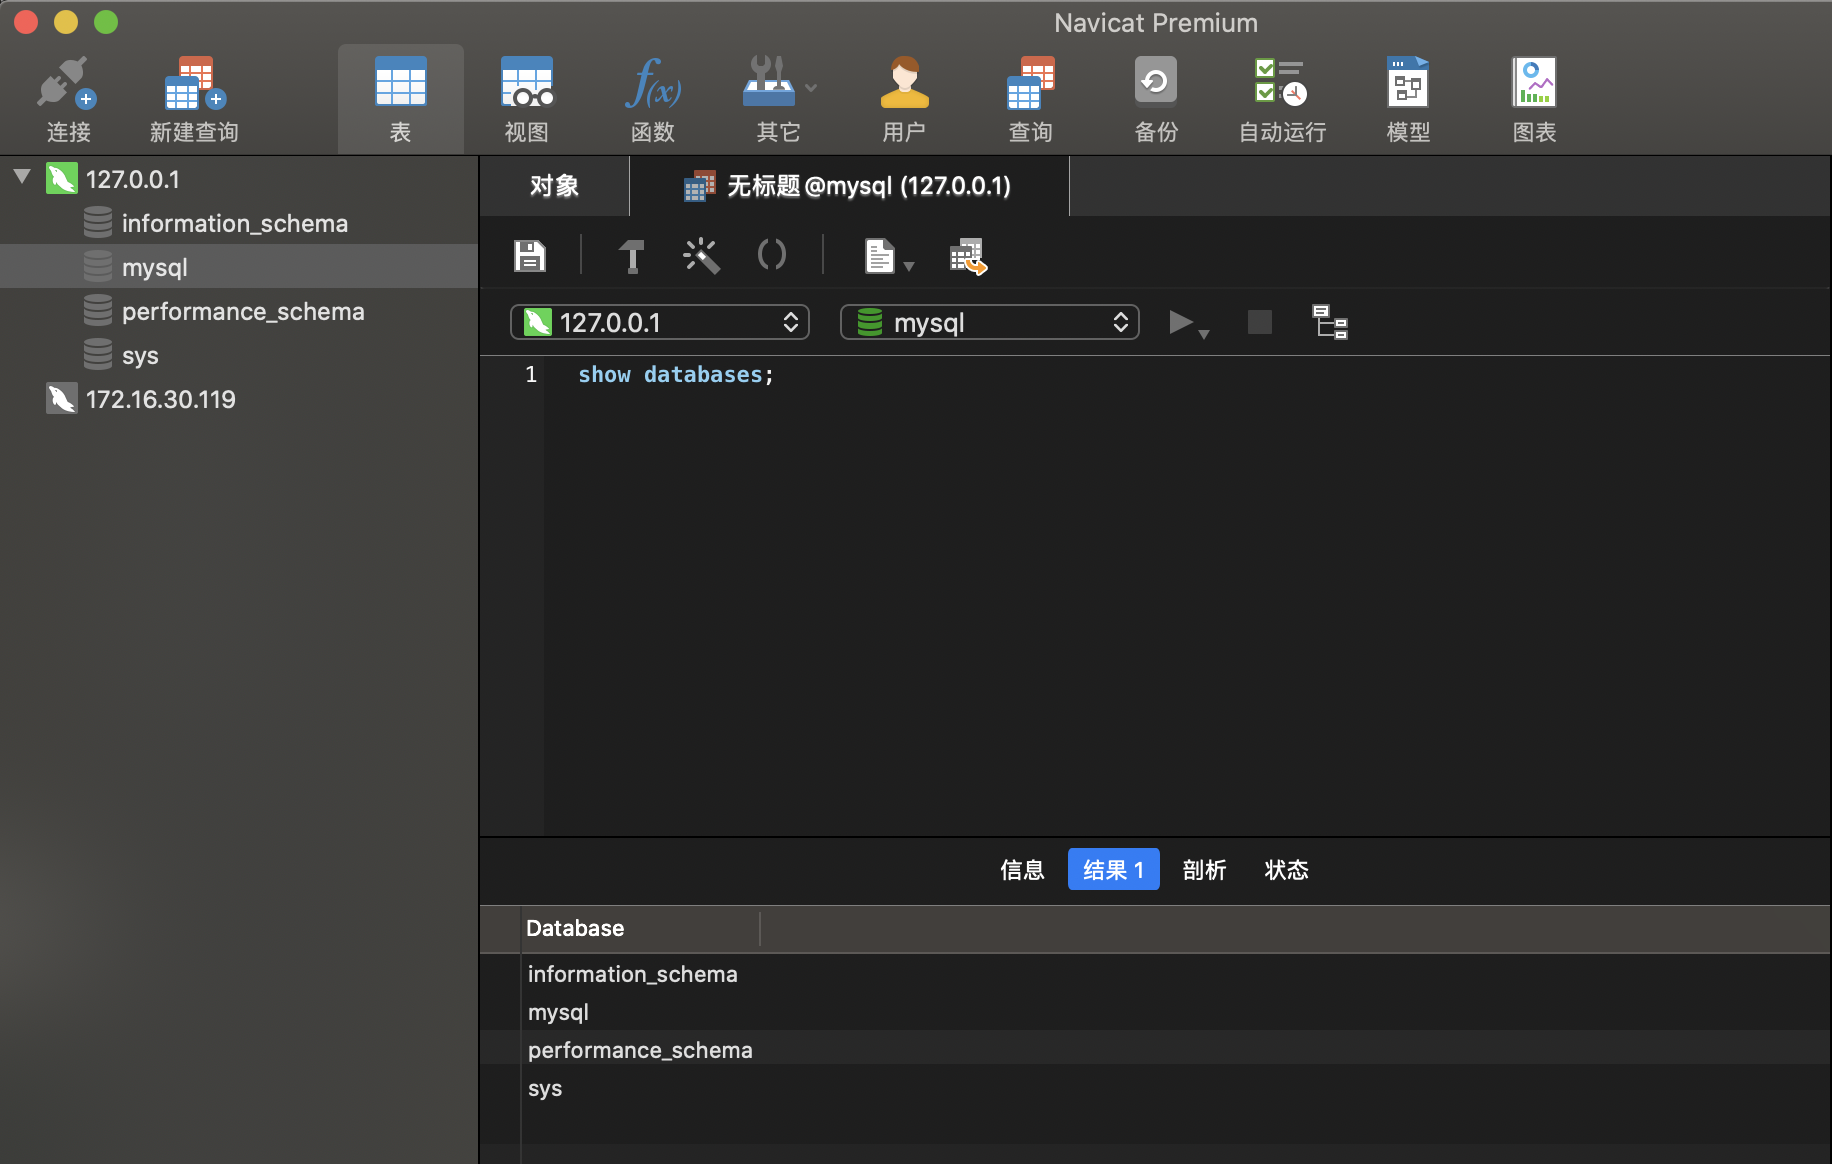 Navicat Premium
连接
新建查询
表
视图
函数
其它
用户
查询
备份
自动运行
模型
图表
127.0.0.1
information_schema
mysql
performance_schema
sys
172.16.30.119
对象
无标题@mysql (127.0.0.1)
127.0.0.1
mysql
1 show databases;
信息
结果 1
剖析
状态
Database
information_schema
mysql
performance_schema
sys